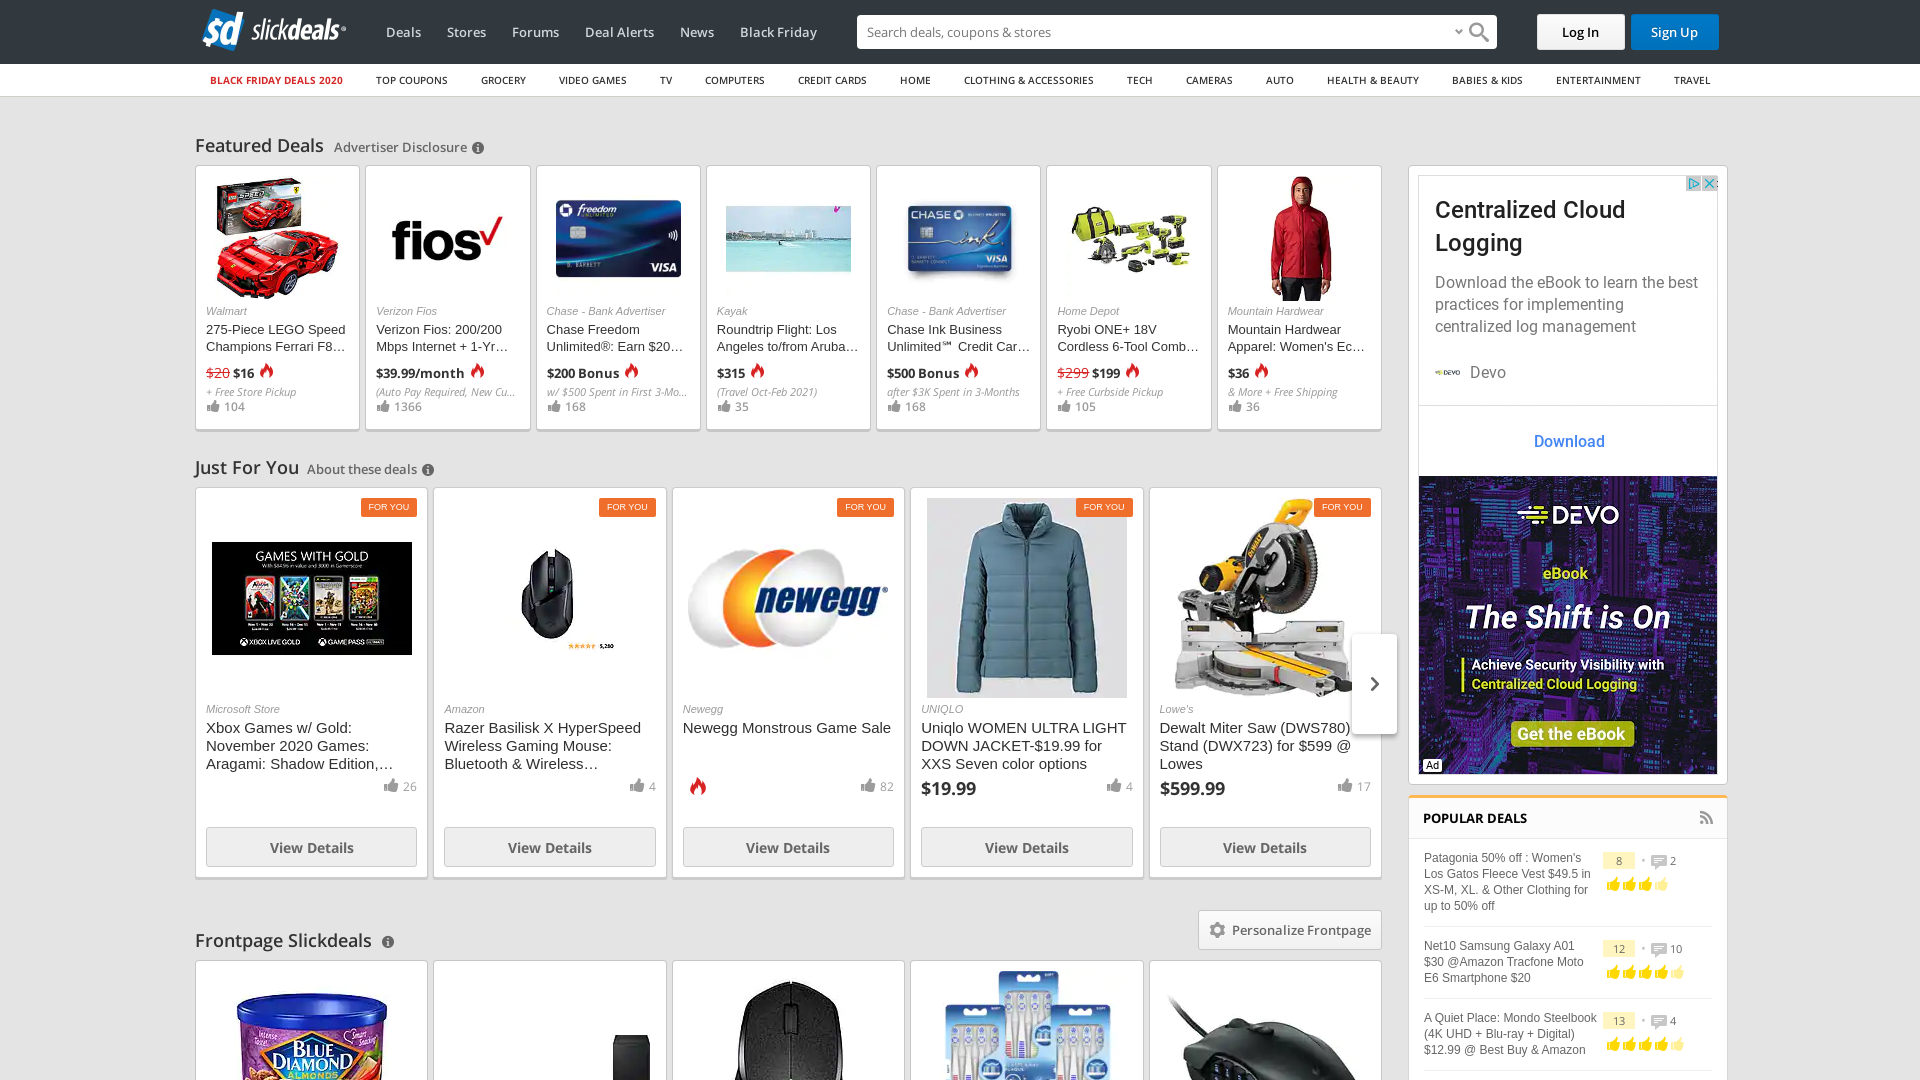 sd slickdeals
Deals
Stores
Forums
Deal Alerts
News
Black Friday
Search deals, coupons & stores
Log In
Sign Up
BLACK FRIDAY DEALS 2020
TOP COUPONS
GROCERY
VIDEO GAMES
TV
COMPUTERS
CREDIT CARDS
HOME
CLOTHING & ACCESSORIES
TECH
CAMERAS
AUTO
HEALTH & BEAUTY
BABIES & KIDS
ENTERTAINMENT
TRAVEL
Featured Deals
Advertiser Disclosure
Walmart
275-Piece LEGO Speed
Champions Ferrari F8…
$20 $16
+ Free Store Pickup
104
fios
Verizon Fios
Verizon Fios: 200/200
Mbps Internet + 1-Yr…
$39.99/month
(Auto Pay Required, New Cu...
1366
freedom
UNLIMITED
VISA
Chase - Bank Advertiser
Chase Freedom
Unlimited®: Earn $20…
$200 Bonus
w/ $500 Spent in First 3-Mo...
168
Kayak
Roundtrip Flight: Los
Angeles to/from Aruba…
$315
(Travel Oct-Feb 2021)
35
CHASE
ink
VISA
Chase - Bank Advertiser
Chase Ink Business
Unlimited℠ Credit Car…
$500 Bonus
after $3K Spent in 3-Months
168
Home Depot
Ryobi ONE+ 18V
Cordless 6-Tool Comb…
$299 $199
+ Free Curbside Pickup
105
Mountain Hardwear
Mountain Hardwear
Apparel: Women's Ec…
$36
& More + Free Shipping
36
Just For You
About these deals
FOR YOU
GAMES WITH GOLD
XBOX LIVE GOLD
GAME PASS ULTIMATE
Microsoft Store
Xbox Games w/ Gold:
November 2020 Games:
Aragami: Shadow Edition,…
26
View Details
FOR YOU
5,280
Amazon
Razer Basilisk X HyperSpeed
Wireless Gaming Mouse:
Bluetooth & Wireless…
4
View Details
FOR YOU
newegg
Newegg
Newegg Monstrous Game Sale
82
View Details
FOR YOU
UNIQLO
Uniqlo WOMEN ULTRA LIGHT
DOWN JACKET-$19.99 for
XXS Seven color options
$19.99
4
View Details
FOR YOU
DEWALT
Lowe's
Dewalt Miter Saw (DWS780)
Stand (DWX723) for $599 @
Lowes
$599.99
17
View Details
Frontpage Slickdeals
Personalize Frontpage
BLUE
DIAMOND
ALMONDS
Centralized Cloud
Logging
Download the eBook to learn the best
practices for implementing
centralized log management
DEVO
Devo
Download
DEVO
eBook
The Shift is On
Achieve Security Visibility with
Centralized Cloud Logging
Get the eBook
Ad
POPULAR DEALS
Patagonia 50% off : Women's
Los Gatos Fleece Vest $49.5 in
XS-M, XL. & Other Clothing for
up to 50% off
8
2
Net10 Samsung Galaxy A01
$30 @Amazon Tracfone Moto
E6 Smartphone $20
12
10
A Quiet Place: Mondo Steelbook
(4K UHD + Blu-ray + Digital)
$12.99 @ Best Buy & Amazon
13
4